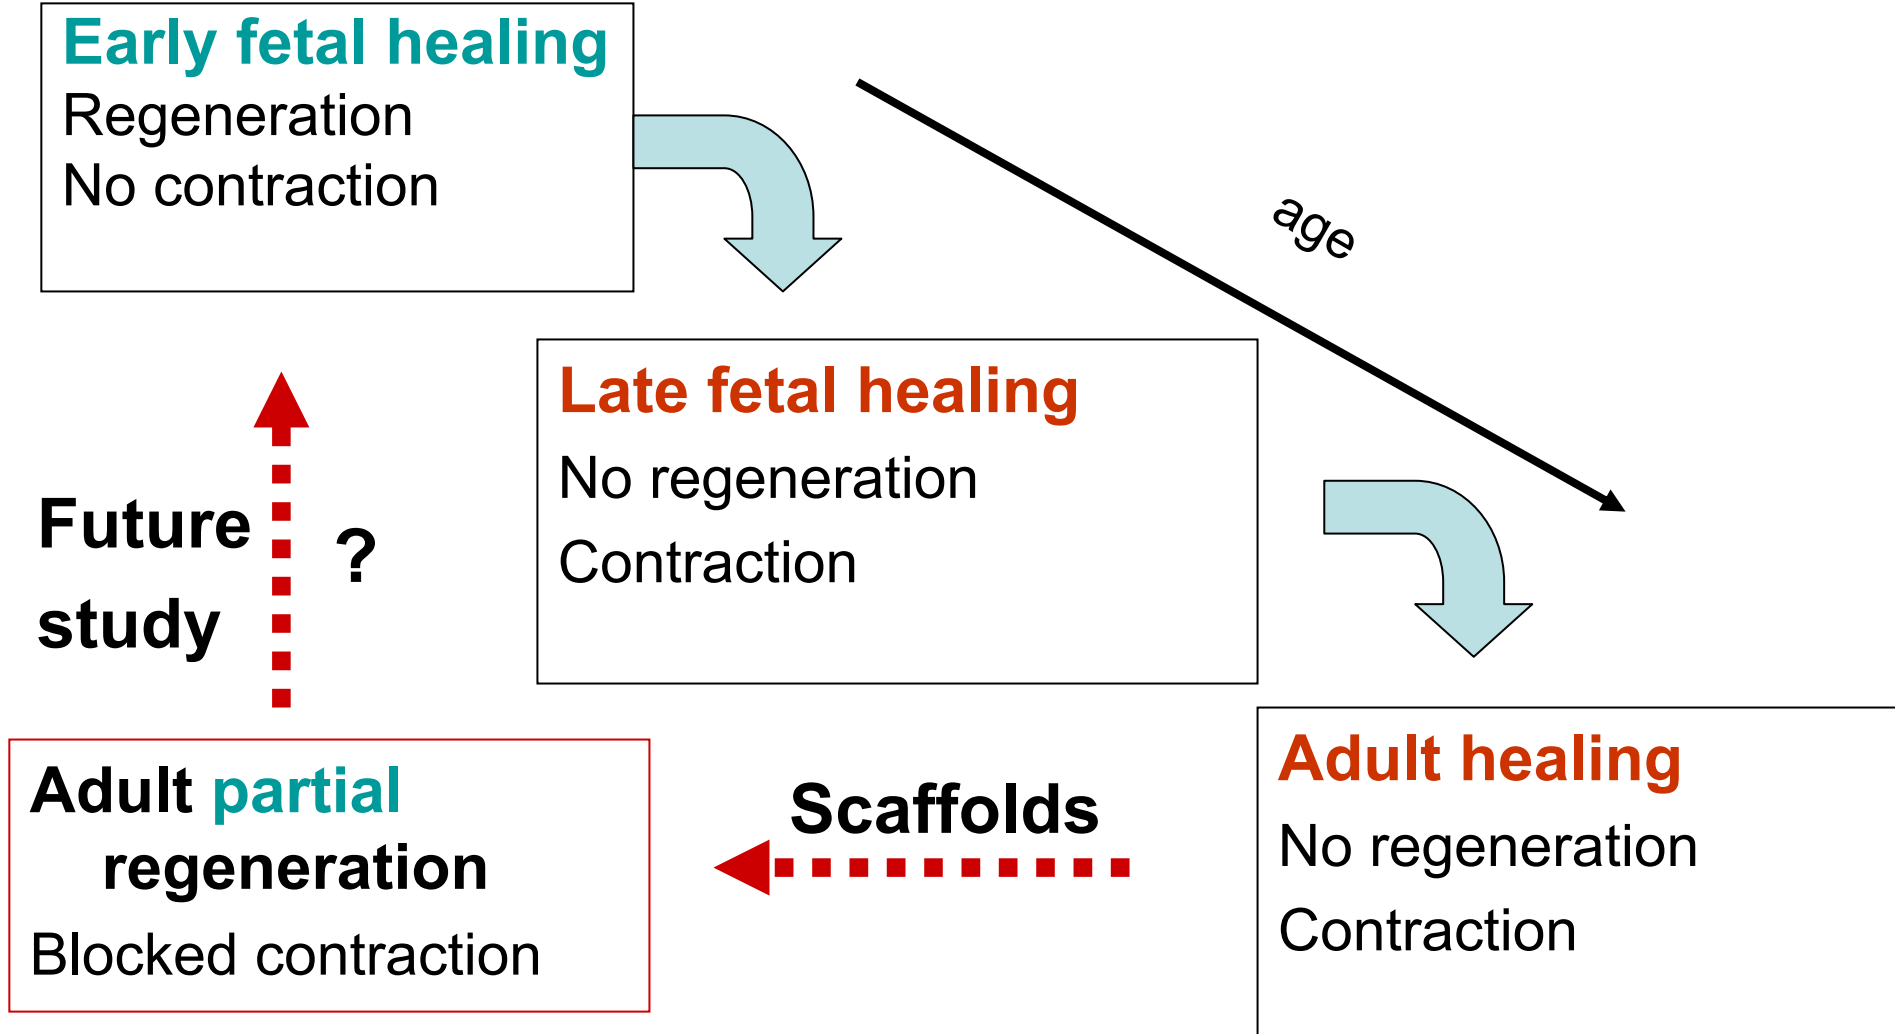 Early fetal healing
Regeneration
No contraction
age
Late fetal healing
No regeneration
Contraction
Future
study
?
Adult partial
regeneration
Blocked contraction
Scaffolds
Adult healing
No regeneration
Contraction